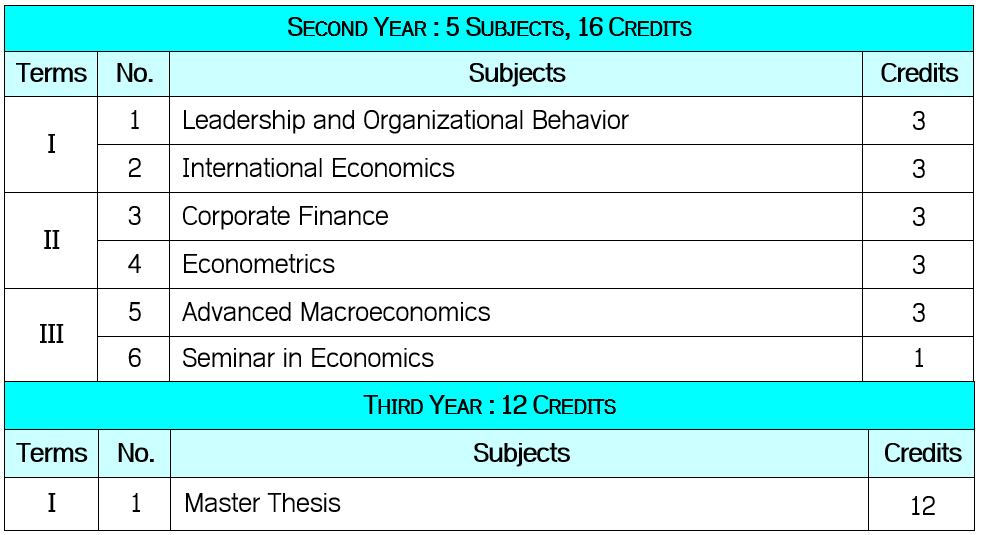 SECOND YEAR : 5 SUBJECTS, 16 CREDITS
Terms No. Subjects Credits
I 1 Leadership and Organizational Behavior 3
2 International Economics 3
II 3 Corporate Finance 3
4 Econometrics 3
III 5 Advanced Macroeconomics 3
6 Seminar in Economics 1
THIRD YEAR : 12 CREDITS
Terms No. Subjects Credits
I 1 Master Thesis 12